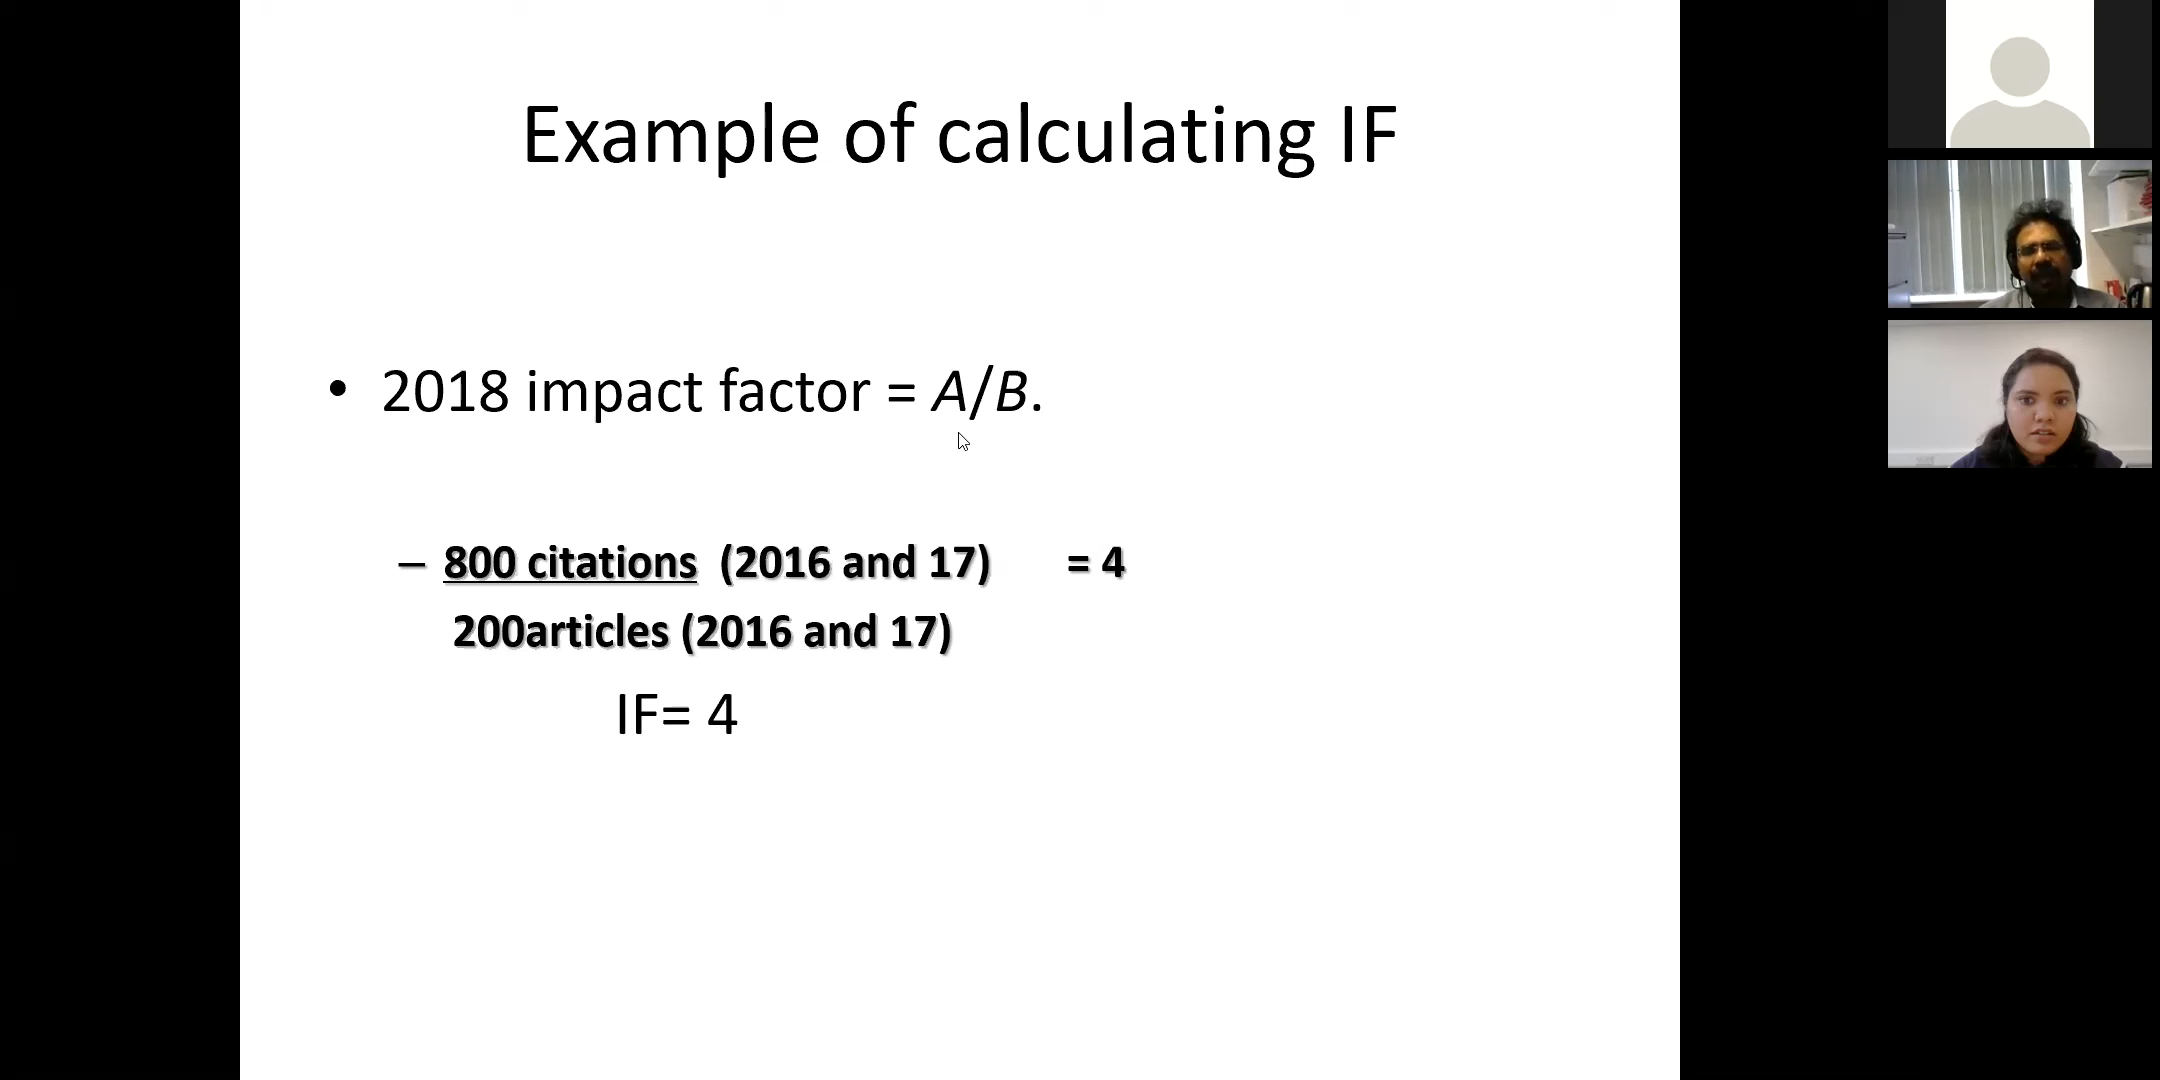 Example of calculating IF
• 2018 impact factor = A/B.
– 800 citations (2016 and 17) = 4
200articles (2016 and 17)
IF= 4